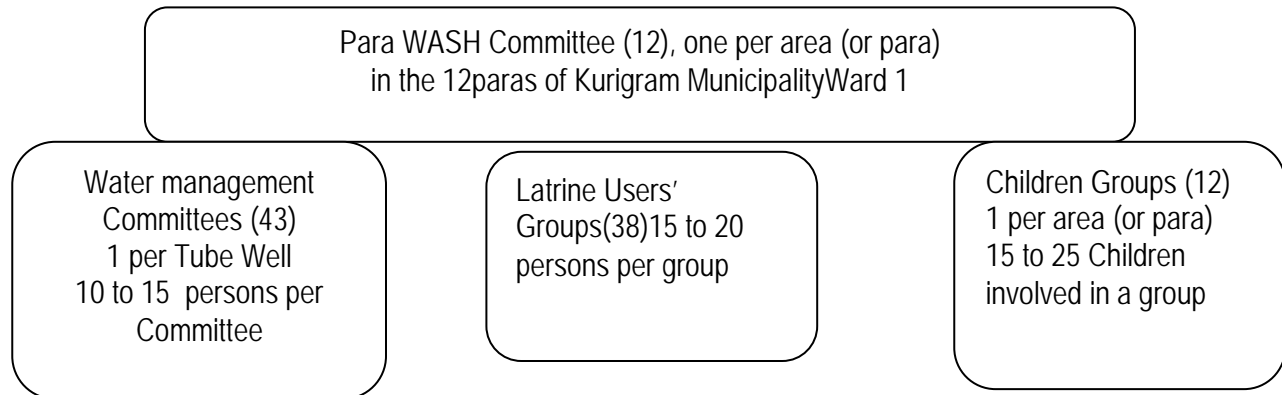 Para WASH Committee (12), one per area (or para)
in the 12paras of Kurigram MunicipalityWard 1
Water management
Committees (43)
1 per Tube Well
10 to 15 persons per
Committee
Latrine Users’
Groups(38)15 to 20
persons per group
Children Groups (12)
1 per area (or para)
15 to 25 Children
involved in a group